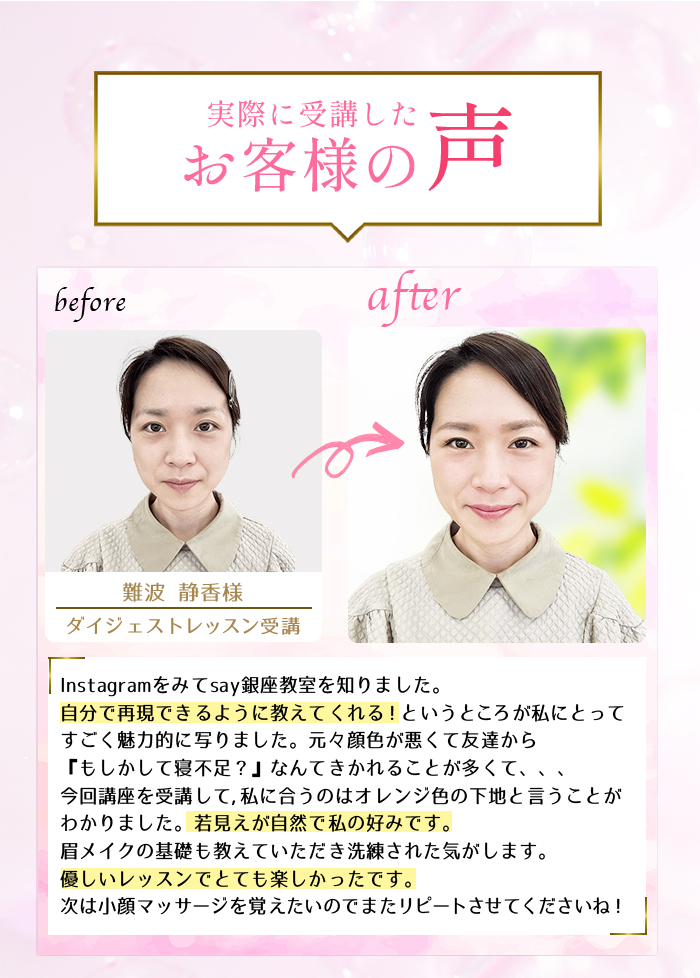 実際に受講した
お客様の声
before
after
難波 静香様
ダイジェストレッスン受講
Instagramをみてsay銀座教室を知りました。
自分で再現できるように教えてくれる！というところが私にとって
すごく魅力的に写りました。元々顔色が悪くて友達から
『もしかして寝不足？』なんてきかれることが多くて、、、
今回講座を受講して,私に合うのはオレンジ色の下地と言うことが
わかりました。若見えが自然で私の好みです。
眉メイクの基礎も教えていただき洗練された気がします。
優しいレッスンでとても楽しかったです。
次は小顔マッサージを覚えたいのでまたリピートさせてくださいね！